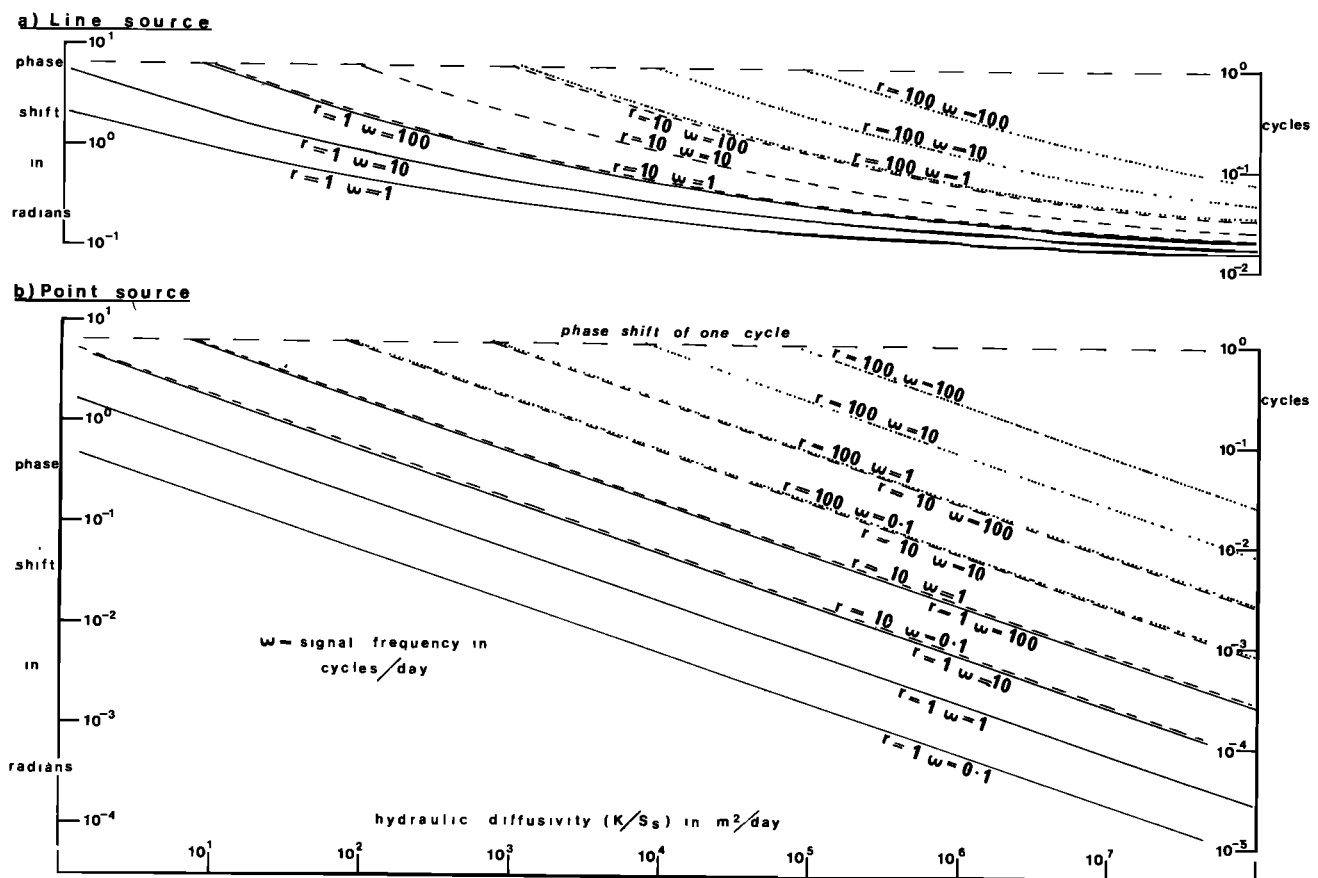 a) Line source
10¹
phase
shift
in
radians
10⁰
10⁻¹
10⁰
cycles
10⁻¹
10⁻²
r=100 ω=100
r=100 ω=10
r=100 ω=1
r=10 ω=100
r=10 ω=10
r=10 ω=1
r=1 ω=100
r=1 ω=10
r=1 ω=1
b) Point source
phase shift of one cycle
10¹
10⁰
phase
10⁻¹
shift
10⁻²
in
10⁻³
radians
10⁻⁴
10⁰
cycles
10⁻¹
10⁻²
10⁻³
10⁻⁴
10⁻⁵
r=100 ω=100
r=100 ω=10
r=100 ω=1
r=10 ω=100
r=100 ω=0·1
r=10 ω=10
r=10 ω=1
r=1 ω=100
r=10 ω=0·1
r=1 ω=10
r=1 ω=1
r=1 ω=0·1
ω= signal frequency in
cycles/day
hydraulic diffusivity (K/Sₛ) in m²/day
10¹ 10² 10³ 10⁴ 10⁵ 10⁶ 10⁷